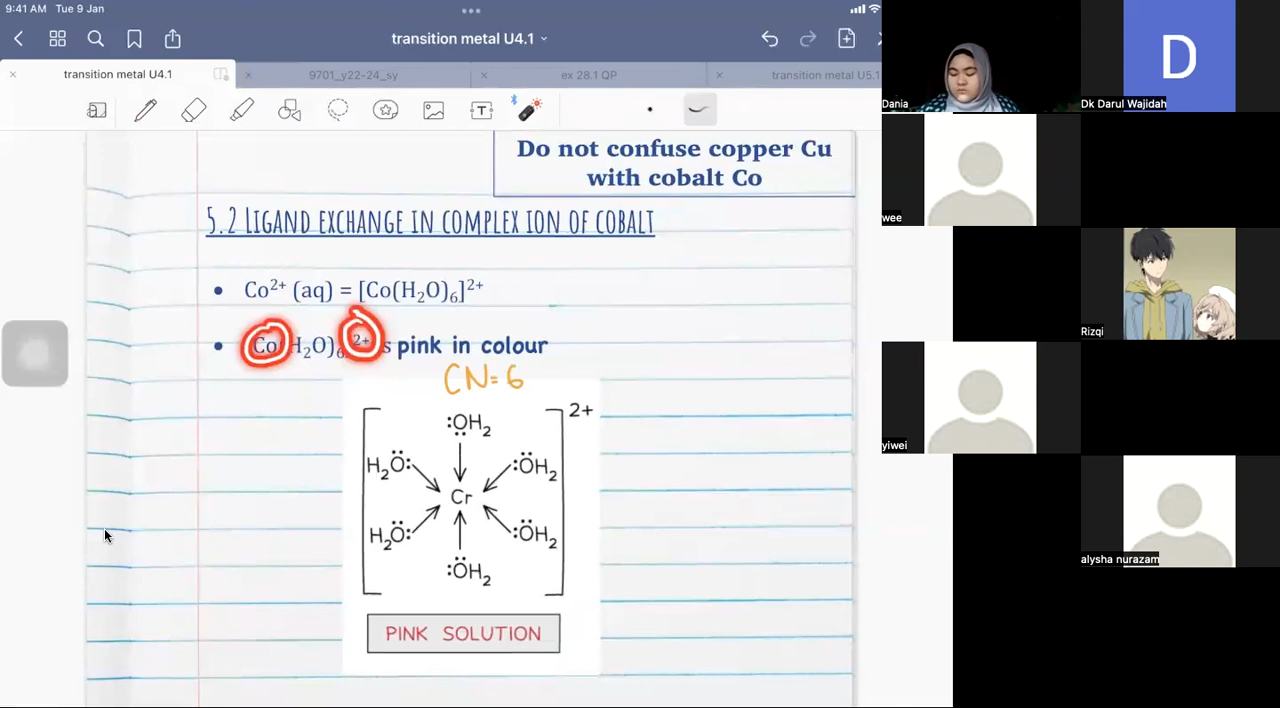 9:41 AM Tue 9 Jan
transition metal U4.1
transition metal U4.1
9701_y22-24_sy
ex 28.1 QP
transition metal U5.1
T
Do not confuse copper Cu
with cobalt Co
5.2 LIGAND EXCHANGE IN COMPLEX ION OF COBALT
• Co²⁺ (aq) = [Co(H₂O)₆]²⁺
• Co(H₂O)₆ ²⁺ is pink in colour
CN= 6
2+
:ÖH₂
H₂Ö:
:ÖH₂
Cr
H₂Ö:
:ÖH₂
:ÖH₂
PINK SOLUTION
Dania
D
Dk Darul Wajidah
wee
Rizqi
yiwei
alysha nurazam